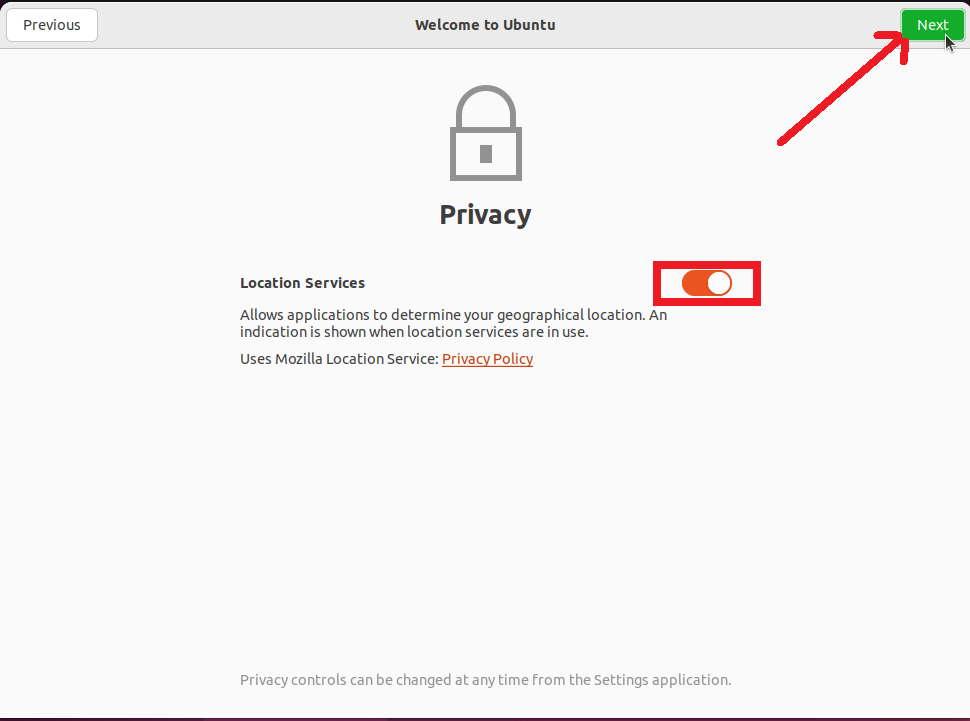 Previous
Welcome to Ubuntu
Next
Privacy
Location Services
Allows applications to determine your geographical location. An
indication is shown when location services are in use.
Uses Mozilla Location Service: Privacy Policy
Privacy controls can be changed at any time from the Settings application.